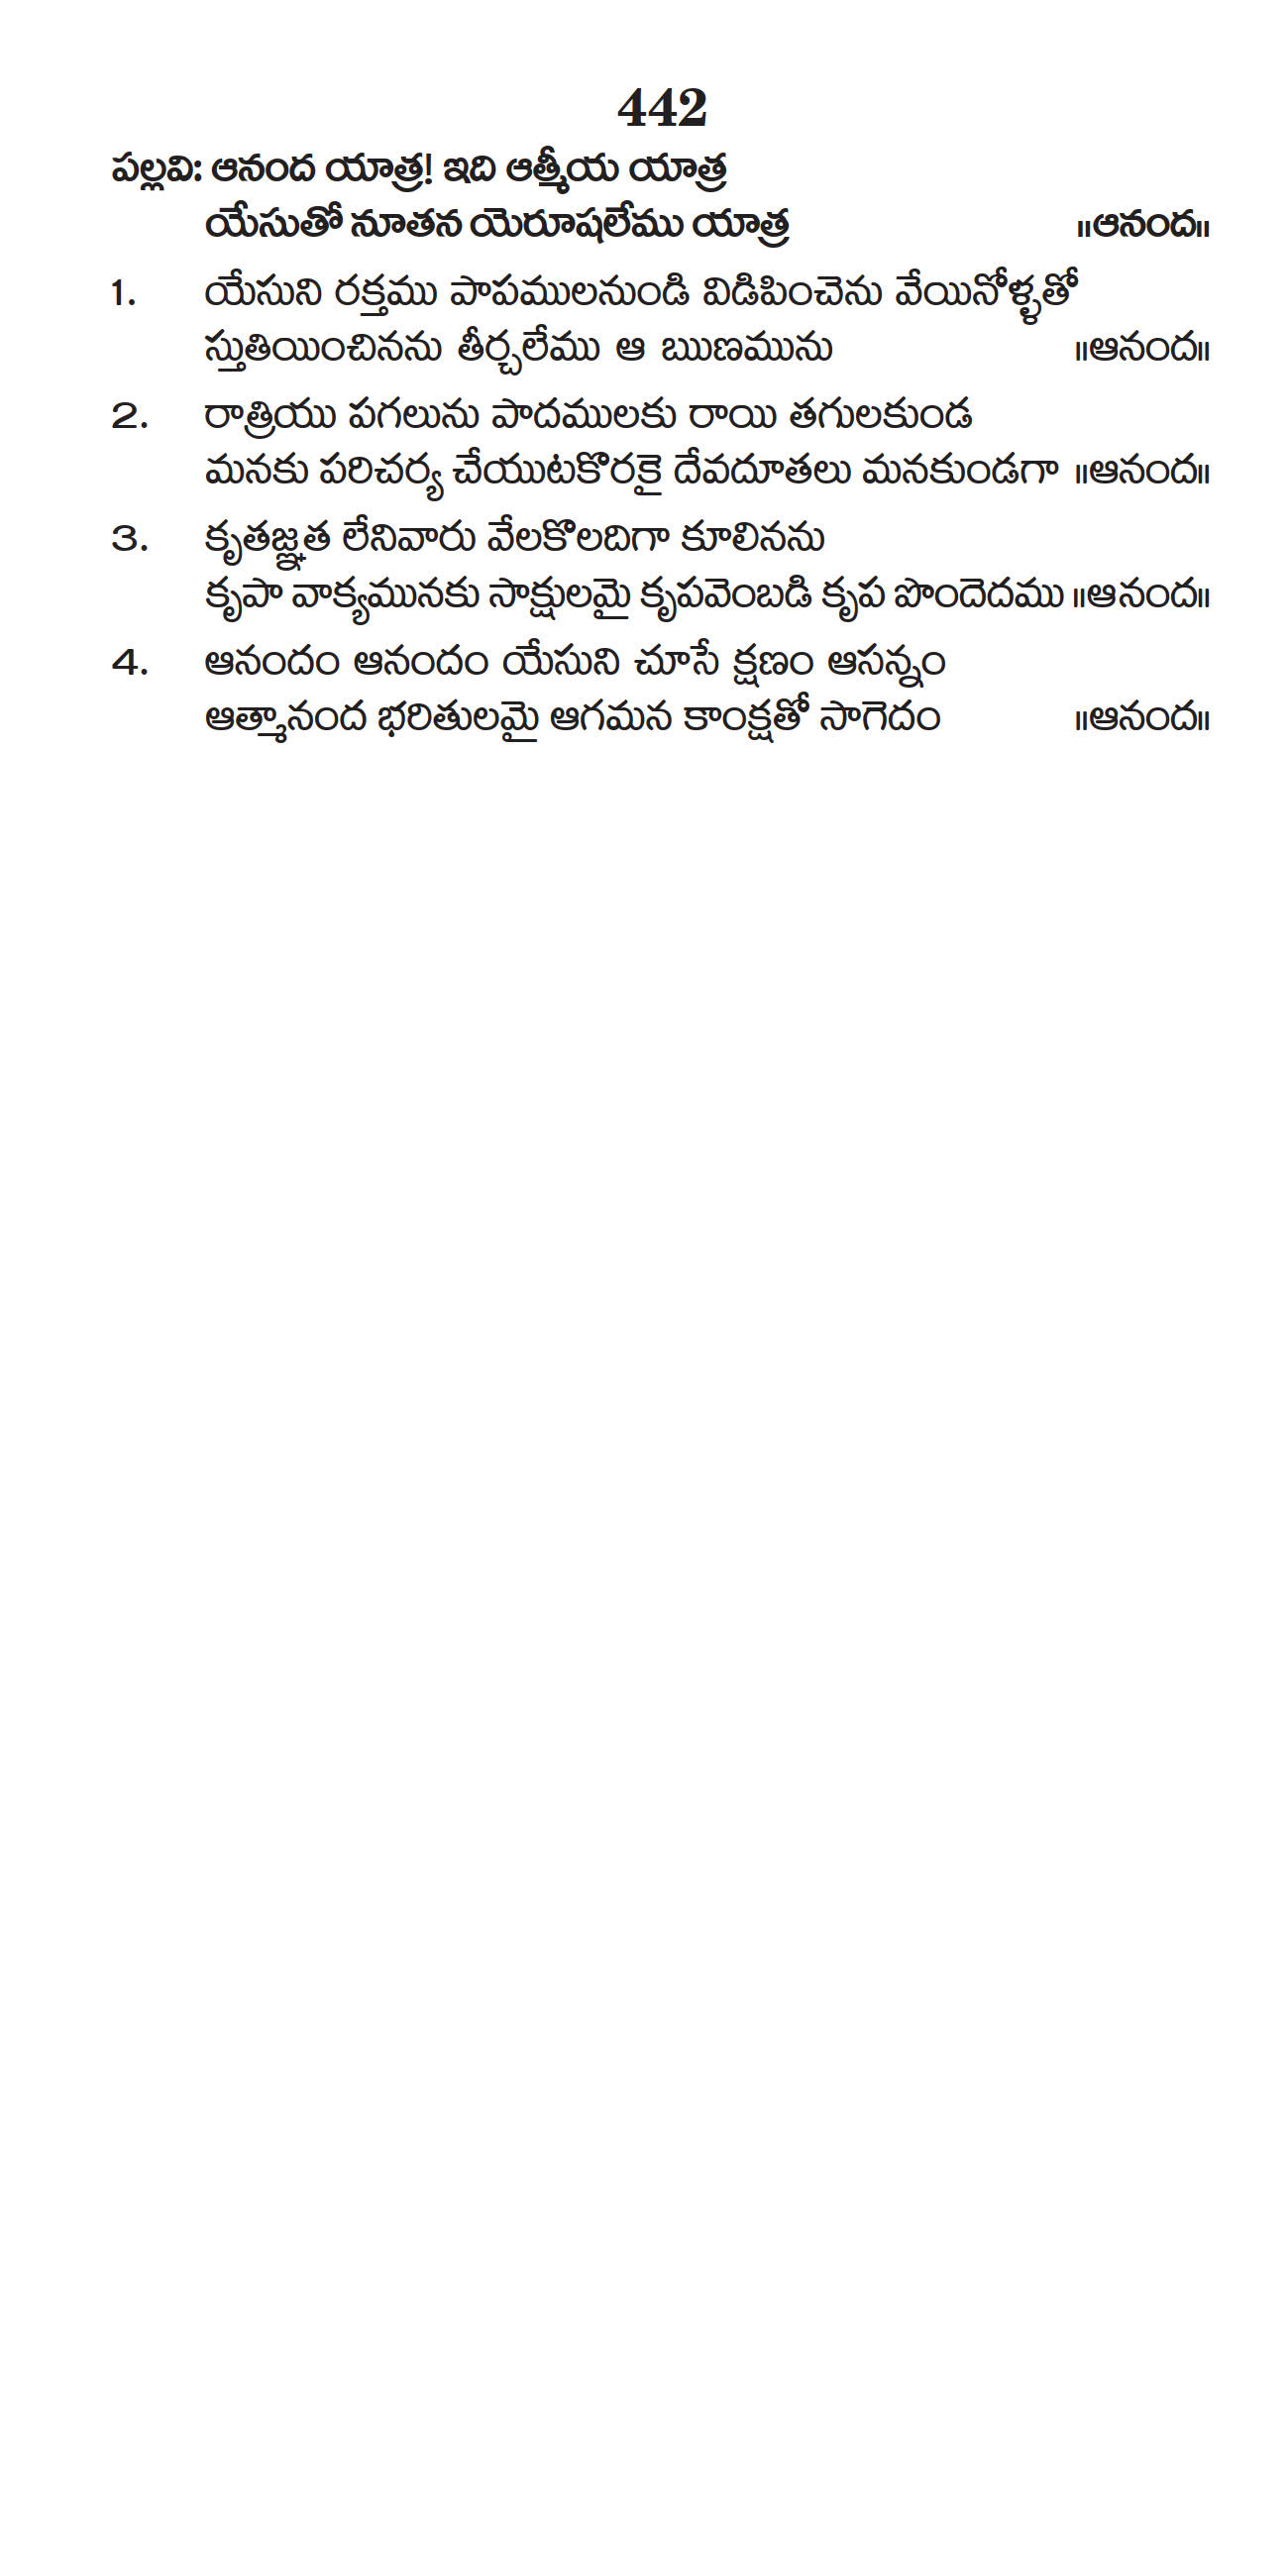 442
పల్లవి: ఆనంద యాత్ర! ఇది ఆత్మీయ యాత్ర
యేసుతో నూతన యెరూషలేము యాత్ర ॥ఆనంద॥
1. యేసుని రక్తము పాపములనుండి విడిపించెను వేయినోళ్ళతో
స్తుతియించినను తీర్చలేము ఆ ఋణమును ॥ఆనంద॥
2. రాత్రియు పగలును పాదములకు రాయి తగులకుండ
మనకు పరిచర్య చేయుటకొరకై దేవదూతలు మనకుండగా ॥ఆనంద॥
3. కృతజ్ఞత లేనివారు వేలకొలదిగా కూలినను
కృపా వాక్యమునకు సాక్షులమై కృపవెంబడి కృప పొందెదము ॥ఆనంద॥
4. ఆనందం ఆనందం యేసుని చూసే క్షణం ఆసన్నం
ఆత్మానంద భరితులమై ఆగమన కాంక్షతో సాగెదం ॥ఆనంద॥